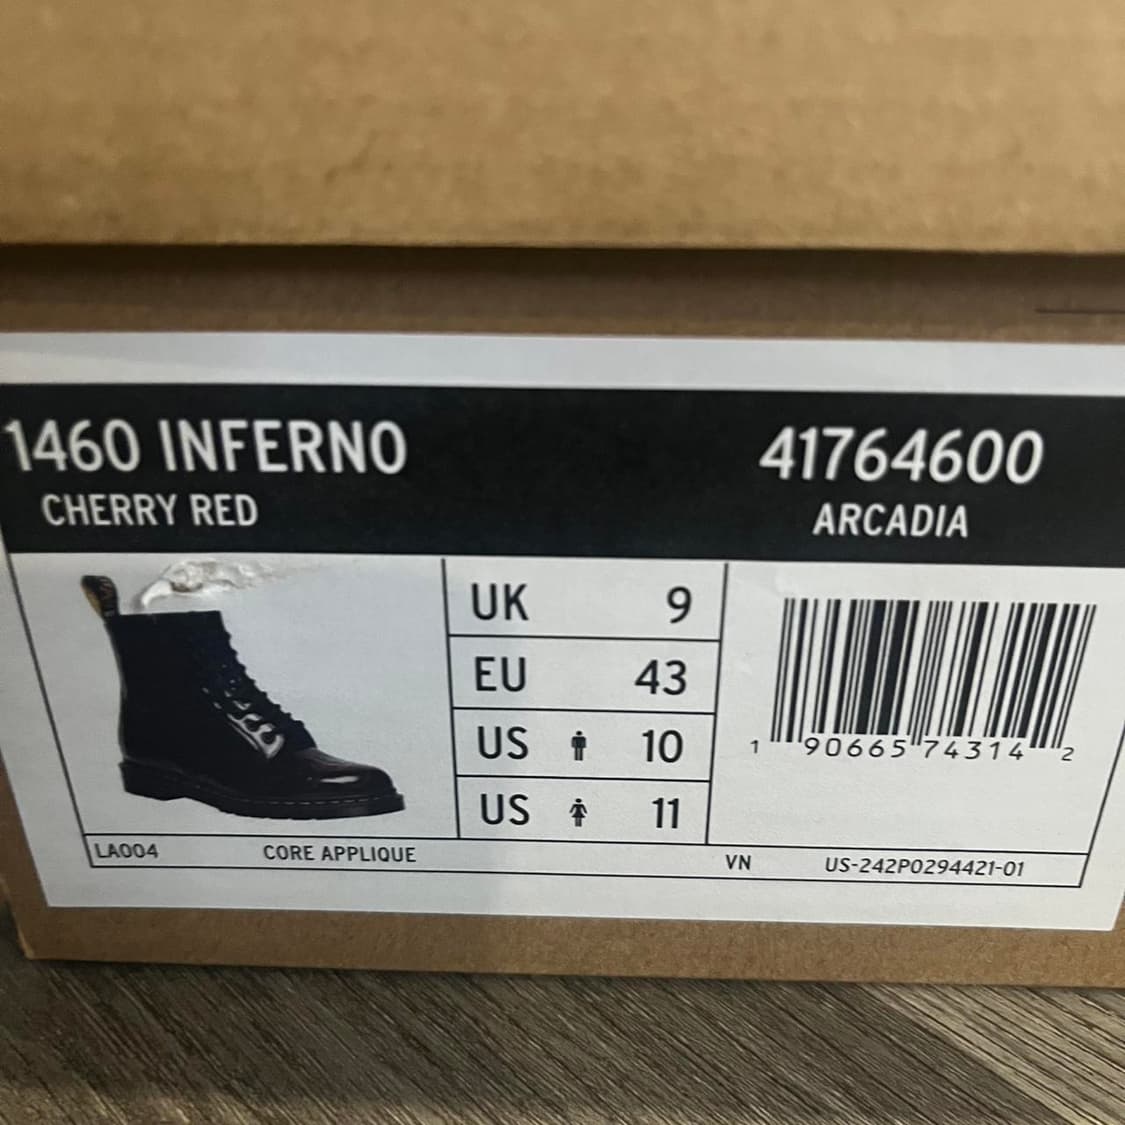 1460 INFERNO
CHERRY RED
41764600
ARCADIA
UK 9
EU 43
US 10
US 11
1 90665 74314 2
LA004 CORE APPLIQUE VN US-242P0294421-01